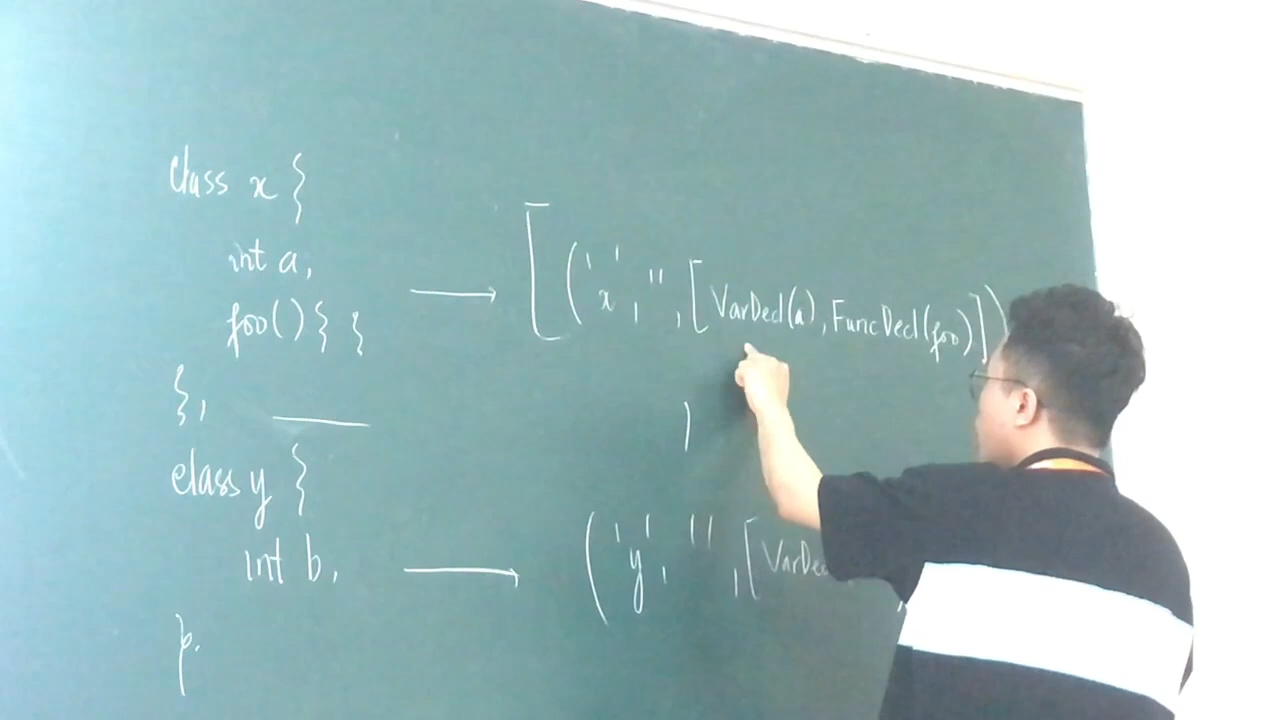 class x {
int a,
foo() { {
},
class y {
int b,
}.
[ ('x', '', [VarDecl(a), FuncDecl(foo)])
,
('y', '', [VarDec